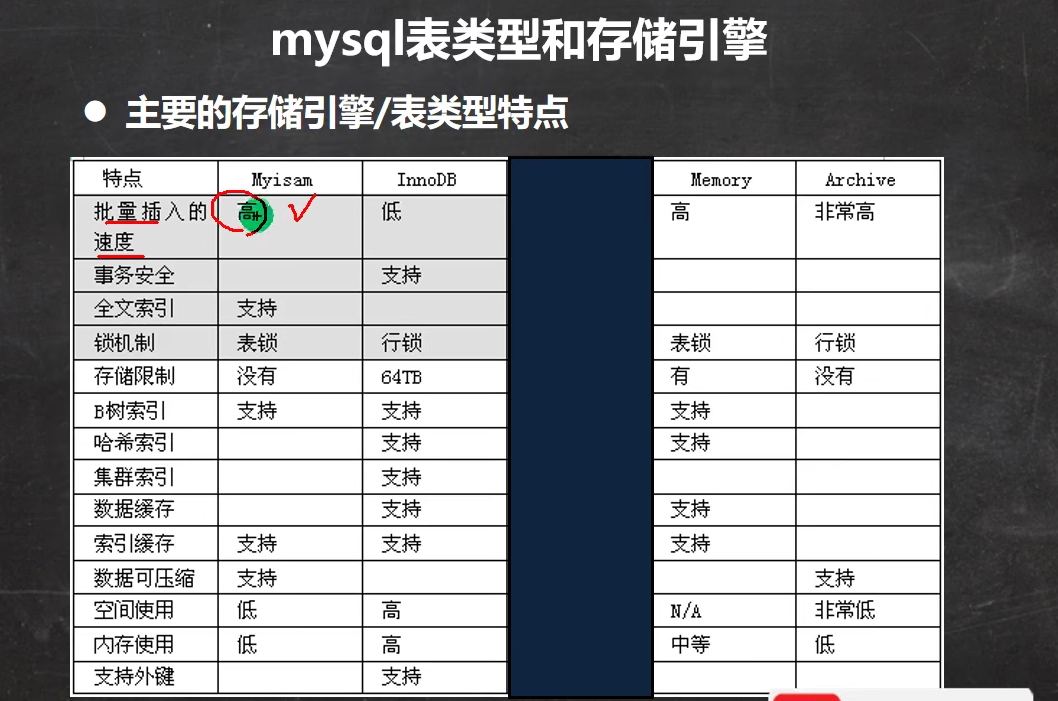 mysql表类型和存储引擎
● 主要的存储引擎/表类型特点
特点 Myisam InnoDB Memory Archive
批量插入的 高 低 高 非常高
速度
事务安全 支持
全文索引 支持
锁机制 表锁 行锁 表锁 行锁
存储限制 没有 64TB 有 没有
B树索引 支持 支持 支持
哈希索引 支持 支持
集群索引 支持
数据缓存 支持 支持
索引缓存 支持 支持 支持
数据可压缩 支持 支持
空间使用 低 高 N/A 非常低
内存使用 低 高 中等 低
支持外键 支持